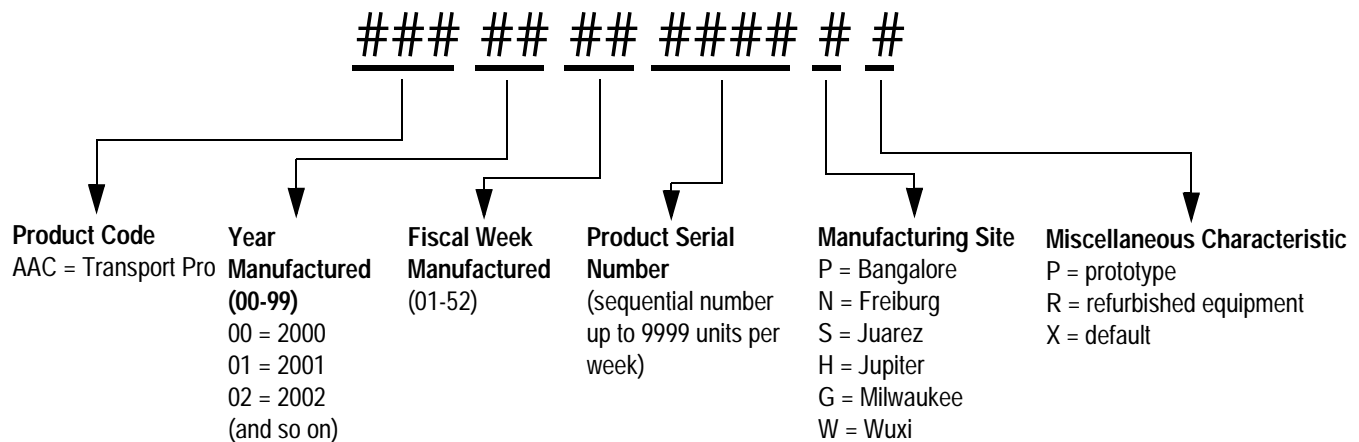 ### ## ## #### # #
Product Code
AAC = Transport Pro
Year
Manufactured
(00-99)
00 = 2000
01 = 2001
02 = 2002
(and so on)
Fiscal Week
Manufactured
(01-52)
Product Serial
Number
(sequential number
up to 9999 units per
week)
Manufacturing Site
P = Bangalore
N = Freiburg
S = Juarez
H = Jupiter
G = Milwaukee
W = Wuxi
Miscellaneous Characteristic
P = prototype
R = refurbished equipment
X = default